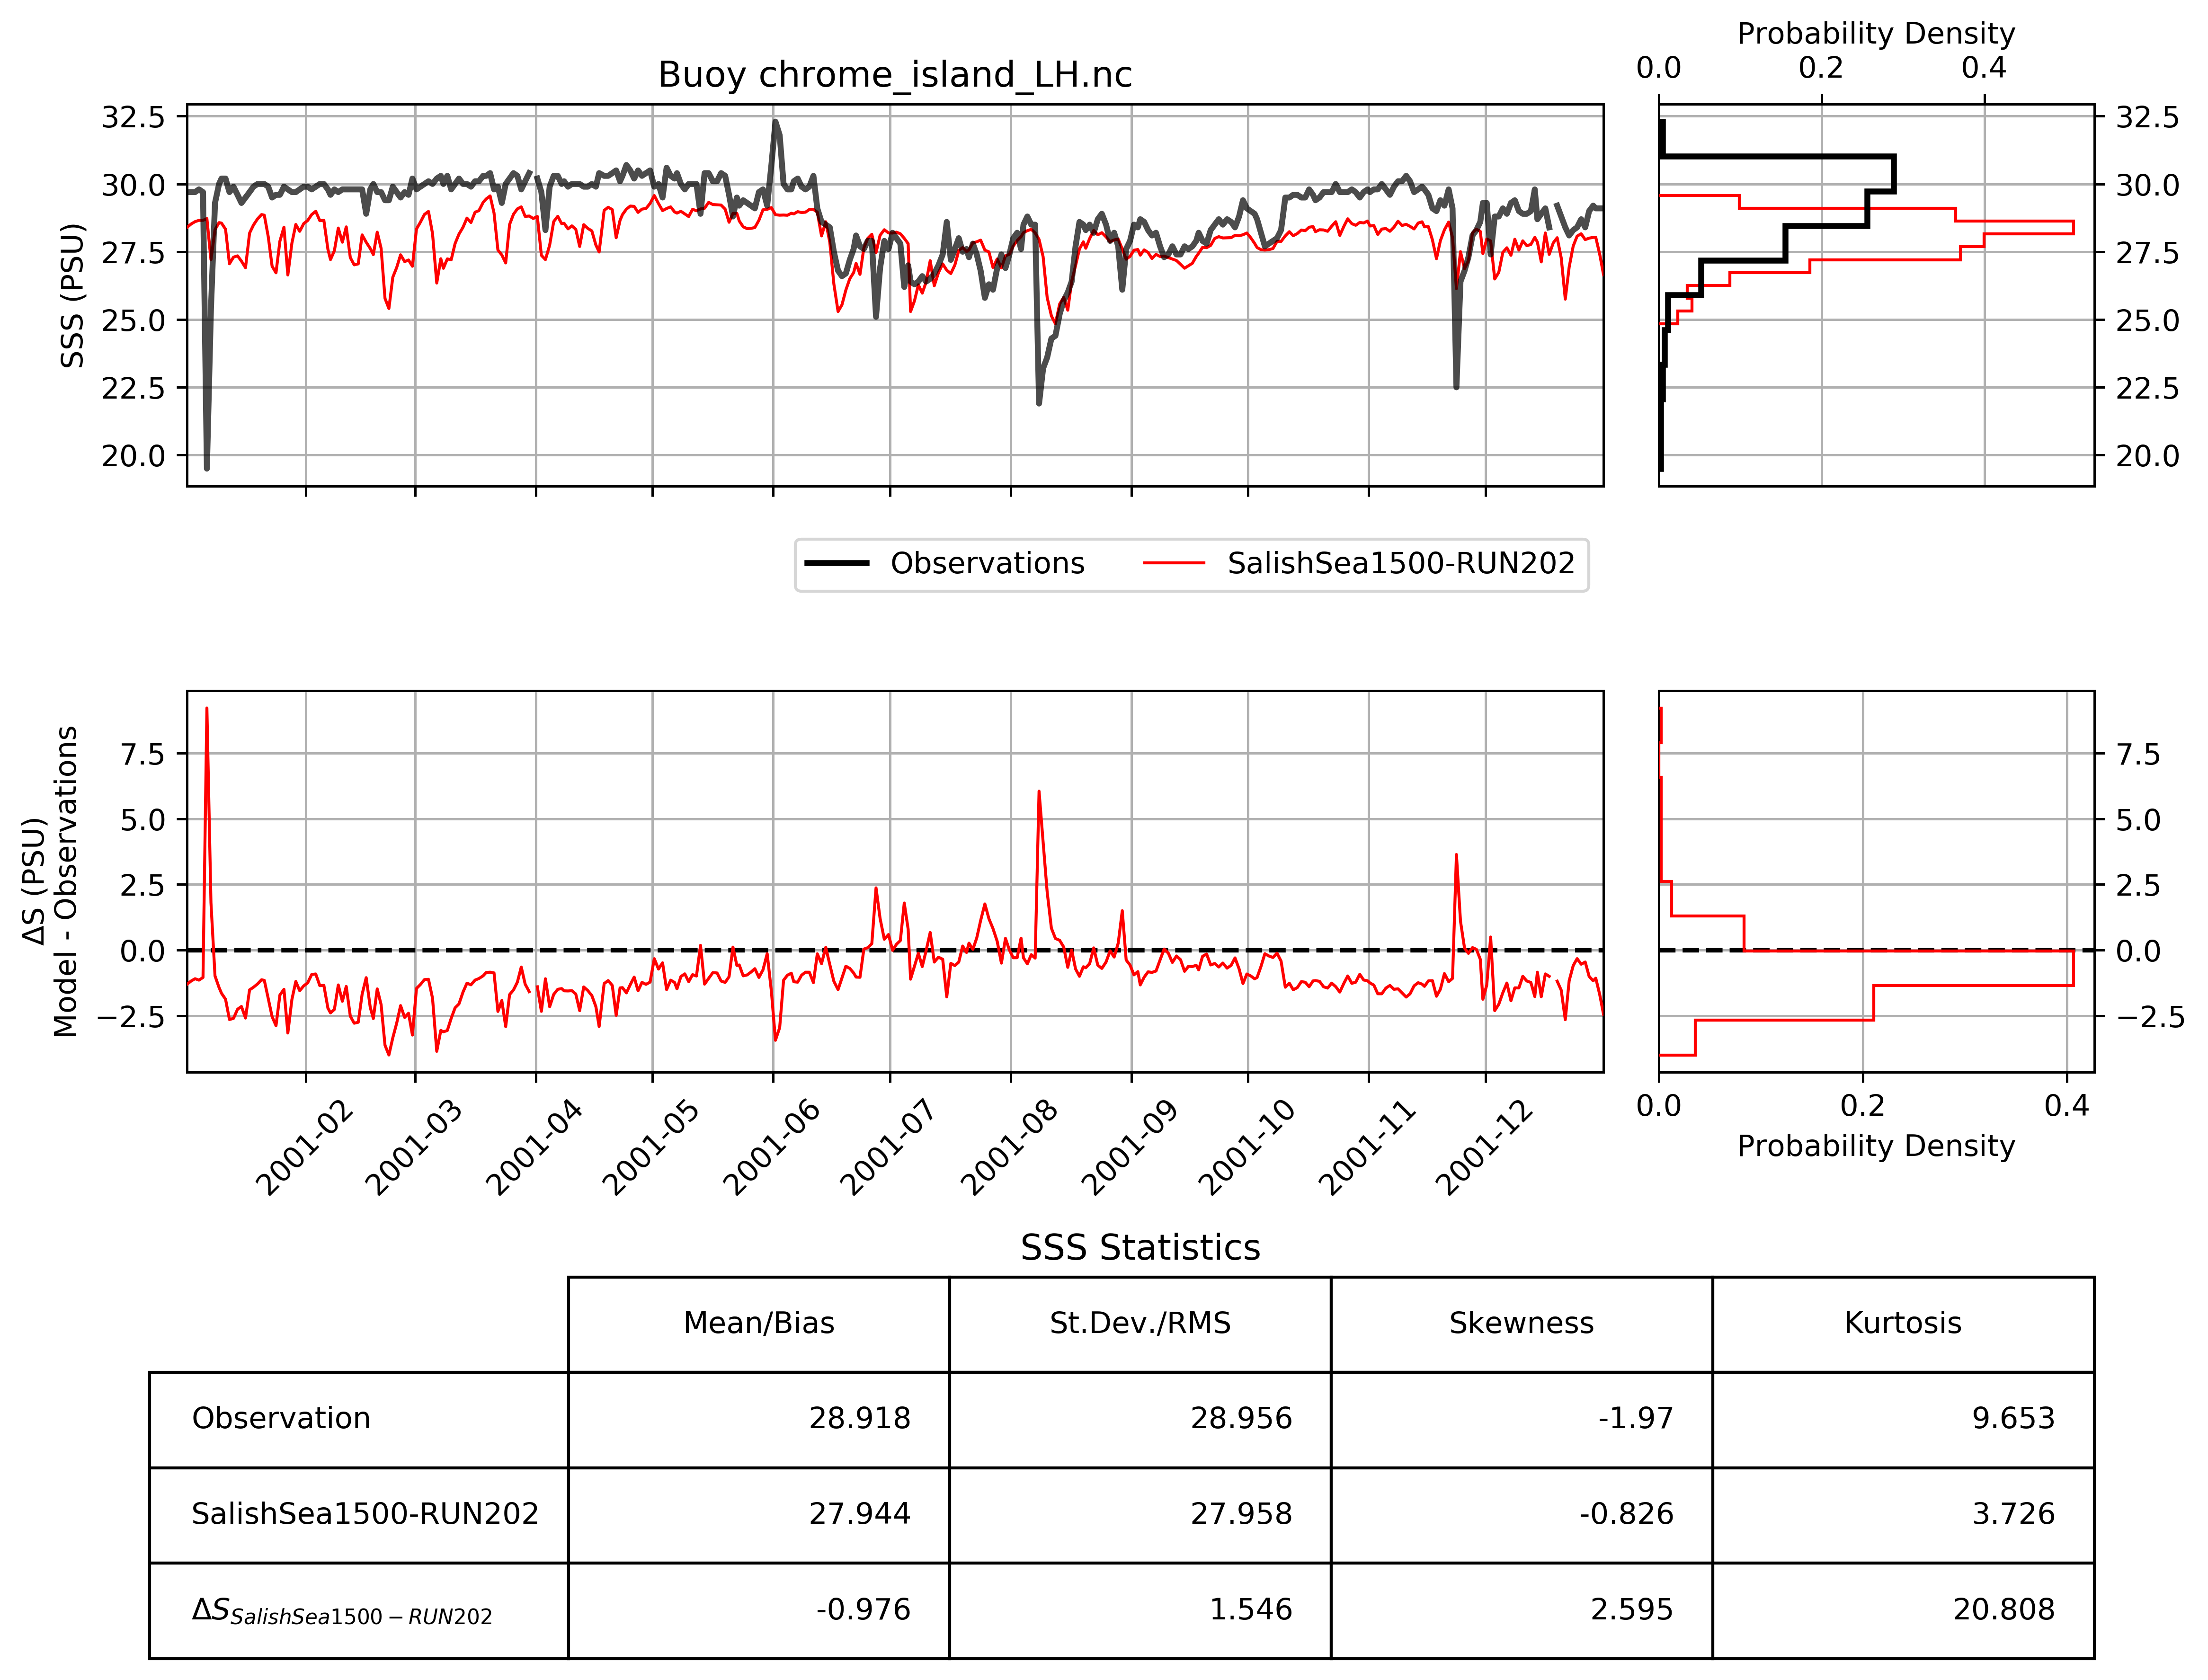 Probability Density
0.0 0.2 0.4
Buoy chrome_island_LH.nc
32.5
30.0
27.5
25.0
22.5
20.0
SSS (PSU)
32.5
30.0
27.5
25.0
22.5
20.0
Observations SalishSea1500-RUN202
7.5
5.0
2.5
0.0
−2.5
ΔS (PSU)
Model - Observations
7.5
5.0
2.5
0.0
−2.5
2001-02 2001-03 2001-04 2001-05 2001-06 2001-07 2001-08 2001-09 2001-10 2001-11 2001-12
0.0 0.2 0.4
Probability Density
SSS Statistics
Mean/Bias St.Dev./RMS Skewness Kurtosis
Observation 28.918 28.956 -1.97 9.653
SalishSea1500-RUN202 27.944 27.958 -0.826 3.726
ΔS SalishSea1500−RUN202 -0.976 1.546 2.595 20.808